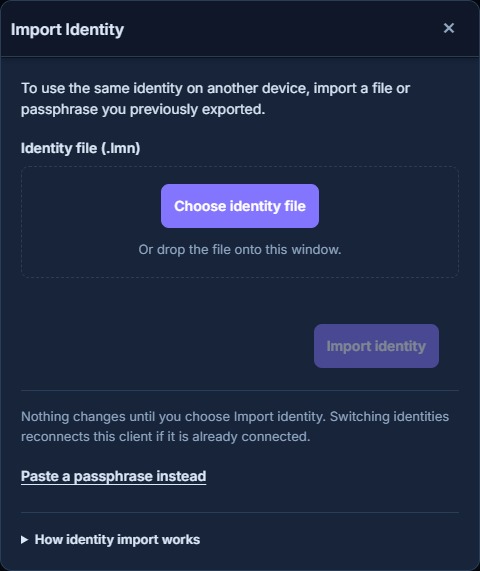 Import Identity
To use the same identity on another device, import a file or
passphrase you previously exported.
Identity file (.lmn)
Choose identity file
Or drop the file onto this window.
Import identity
Nothing changes until you choose Import identity. Switching identities
reconnects this client if it is already connected.
Paste a passphrase instead
How identity import works